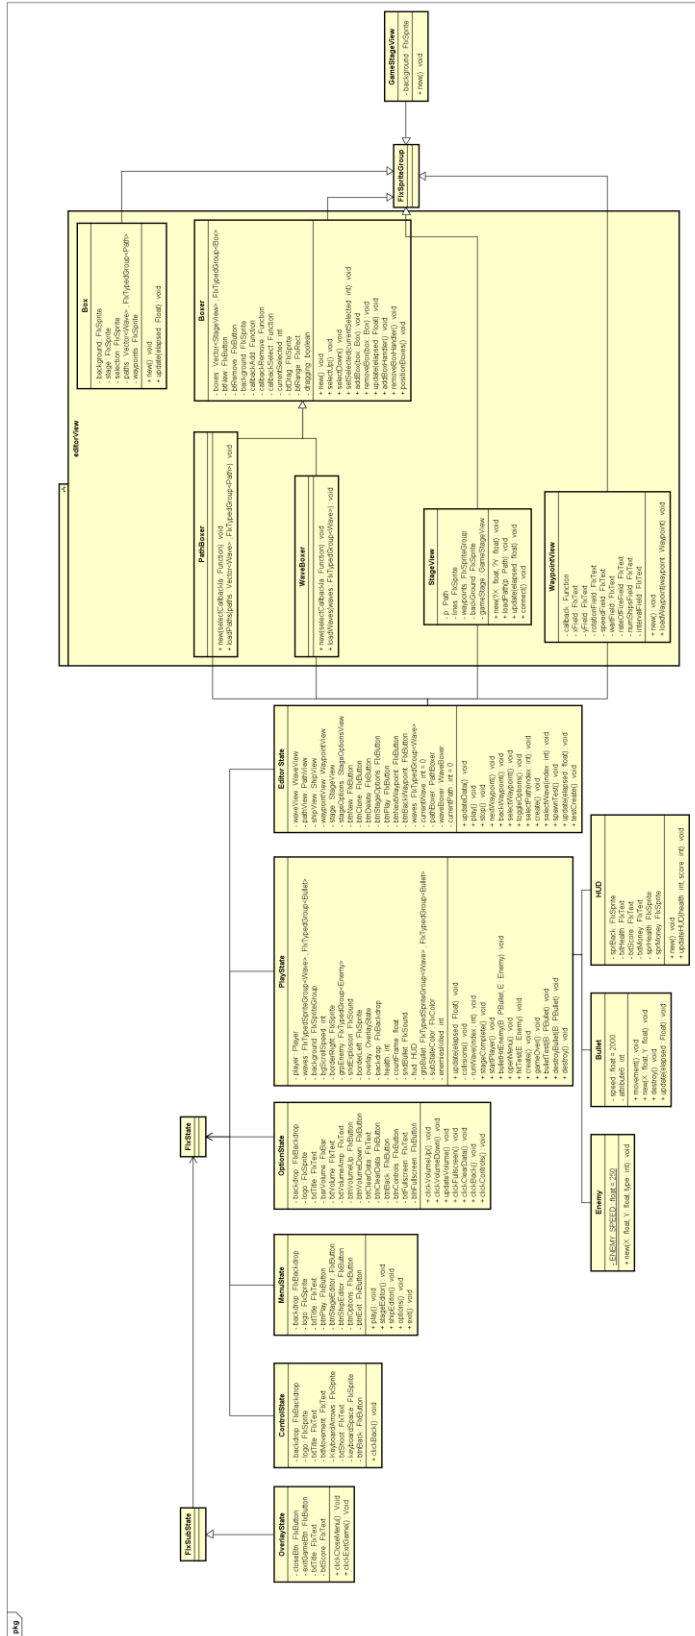 pkg
FlxSubState
OverlayState
- closeBtn : FlxButton
- exitGameBtn : FlxButton
- txtTitle : FlxText
- txtScore : FlxText
+ clickCloseMenu() : Void
+ clickExitGame() : Void
FlxState
ControlState
- backdrop : FlxBackdrop
- logo : FlxSprite
- txtTitle : FlxText
- txtMovement : FlxText
- KeyboardArrows : FlxSprite
- txtShoot : FlxText
- keyboardSpace : FlxSprite
- btnBack : FlxButton
+ clickBack() : void
MenuState
- backdrop : FlxBackdrop
- logo : FlxSprite
- txtTitle : FlxText
- btnPlay : FlxButton
- btnStageEditor : FlxButton
- btnShipEditor : FlxButton
- btnOptions : FlxButton
- btnExit : FlxButton
+ play() : void
+ stageEditor() : void
+ shipEditor() : void
+ options() : void
+ exit() : void
OptionState
- backdrop : FlxBackdrop
- logo : FlxSprite
- txtTitle : FlxText
- barVolume : FlxBar
- txtVolume : FlxText
- txtVolumeAmp : FlxText
- btnVolumeUp : FlxButton
- btnVolumeDown : FlxButton
- txtClearData : FlxText
- btnClearData : FlxButton
- btnBack : FlxButton
- btnControls : FlxButton
- txtFullscreen : FlxText
- btnFullscreen : FlxButton
+ clickVolumeUp() : void
+ clickVolumeDown() : void
+ updateVolume() : void
+ clickFullscreen() : void
+ clickClearData() : void
+ clickBack() : void
+ clickControls() : void
PlayState
- player : Player
- waves : FlxTypedSpriteGroup<Wave>, FlxTypedGroup<Bullet>
- background : FlxSpriteGroup
- bgScrollSpeed : int
- borderRight : FlxSprite
- grpEnemy : FlxTypedGroup<Enemy>
- sndExplosion : FlxSound
- borderLeft : FlxSprite
- overlay : OverlayState
- backdrop : FlxBackdrop
- health : int
- countFrame : float
- sndBullet : FlxSound
- hud : HUD
- grpBullet : FlxTypedSpriteGroup<Wave>, FlxTypedGroup<Bullet>
- subStateColor : FlxColor
- enemiesKilled : int
+ update(elapsed : Float) : void
+ collisions() : void
+ runWave(index : int) : void
+ stageComplete() : void
+ startPlayer() : void
+ bulletHitEnemy(B : PBullet, E : Enemy) : void
+ openMenu() : void
+ create() : void
+ gameOver() : void
+ destroyBullet(B : PBullet) : void
+ destroy() : void
Enemy
- ENEMY_SPEED : float = 250
+ new(X : float, Y : float, type : int) : void
Bullet
- speed : float = 2000
- attribute9 : int
+ movement() : void
+ new(X : float, Y : float) : void
+ destroy() : void
+ update(elapsed : Float) : void
HUD
- sprBack : FlxSprite
- txtHealth : FlxText
- txtScore : FlxText
- txtMoney : FlxText
- sprHealth : FlxSprite
- sprMoney : FlxSprite
+ new() : void
+ updateHUD(health : int, score : int) : void
Editor State
- waveView : WaveView
- pathView : PathView
- shipView : ShipView
- waypointView : WaypointView
- stage : StageView
- stageOptions : StageOptionsView
- btnNew : FlxButton
- btnClone : FlxButton
- btnDelete : FlxButton
- btnStageOptions : FlxButton
- btnPlay : FlxButton
- btnNextWaypoint : FlxButton
- btnBackWaypoint : FlxButton
- waves : FlxTypedGroup<Wave>
- currentWave : int = 0
- pathBoxer : PathBoxer
- waveBoxer : WaveBoxer
- currentPath : int = 0
+ updateData() : void
+ play() : void
+ stop() : void
+ nextWaypoint() : void
+ backWaypoint() : void
+ selectWaypoint() : void
+ toggleOptions() : void
+ selectPath(index : int) : void
+ create() : void
+ selectWave(index : int) : void
+ spawnTest() : void
+ update(elapsed : float) : void
+ testCreate() : void
editorView
PathBoxer
+ new(selectCallback : Function) : void
+ loadPaths(paths : Vector<Wave>, FlxTypedGroup<Path>) : void
WaveBoxer
+ new(selectCallback : Function) : void
+ loadWaves(waves : FlxTypedGroup<Wave>) : void
StageView
- p : Path
- lines : FlxSprite
- waypoints : FlxSpriteGroup
- backGround : FlxSprite
- gameStage : GameStageView
+ new(?X : float, ?Y : float) : void
+ loadPath(p : Path) : void
+ update(elapsed : float) : void
+ connect() : void
WaypointView
- callback : Function
- xField : FlxText
- yField : FlxText
- rotationField : FlxText
- speedField : FlxText
- waitField : FlxText
- rateOfFireField : FlxText
- numShipsField : FlxText
- intervalField : FlxText
+ new() : void
+ loadWaypoint(waypoint : Waypoint) : void
Box
- background : FlxSprite
- stage : FlxSprite
- selection : FlxSprite
- paths : Vector<Wave>, FlxTypedGroup<Path>
- waypoints : FlxSprite
+ new() : void
+ update(elapsed : Float) : void
Boxer
- boxes : Vector<StageView>, FlxTypedGroup<Box>
- btNew : FlxButton
- btRemove : FlxButton
- background : FlxSprite
- callbackAdd : Function
- callbackRemove : Function
- callbackSelect : Function
- currentSelected : int
- btDrag : FlxSprite
- btRange : FlxRect
- dragging : boolean
+ new() : void
+ selectUp() : void
+ selectDown() : void
+ setSelected(currentSelected : int) : void
+ addBox(box : Box) : void
+ removeBox(box : Box) : void
+ update(elapsed : Float) : void
+ addBoxHandler() : void
+ removeBoxHandler() : void
+ positionBoxes() : void
FlxSpriteGroup
GameStageView
- background : FlxSprite
+ new() : void